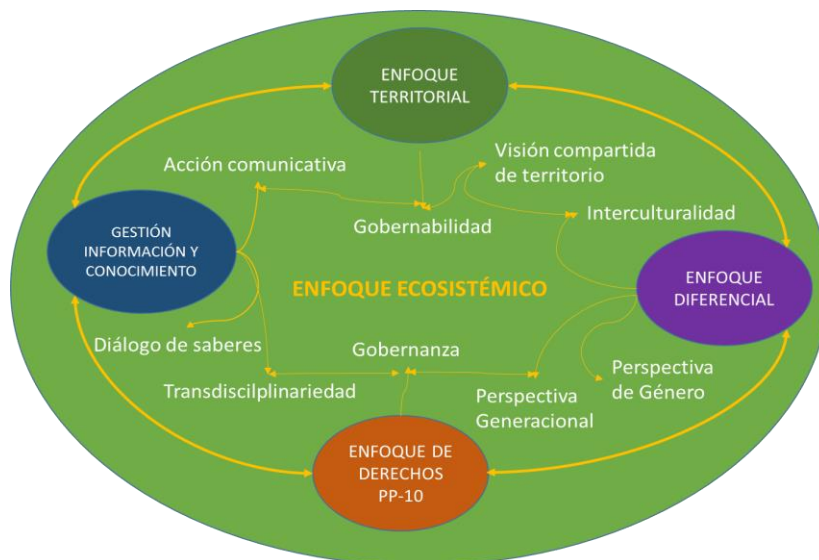 ENFOQUE
TERRITORIAL
Acción comunicativa
Visión compartida
de territorio
Gobernabilidad
Interculturalidad
GESTIÓN
INFORMACIÓN Y
CONOCIMIENTO
ENFOQUE ECOSISTÉMICO
ENFOQUE
DIFERENCIAL
Diálogo de saberes
Gobernanza
Transdiscilplinariedad
Perspectiva
Generacional
Perspectiva
de Género
ENFOQUE DE
DERECHOS
PP-10